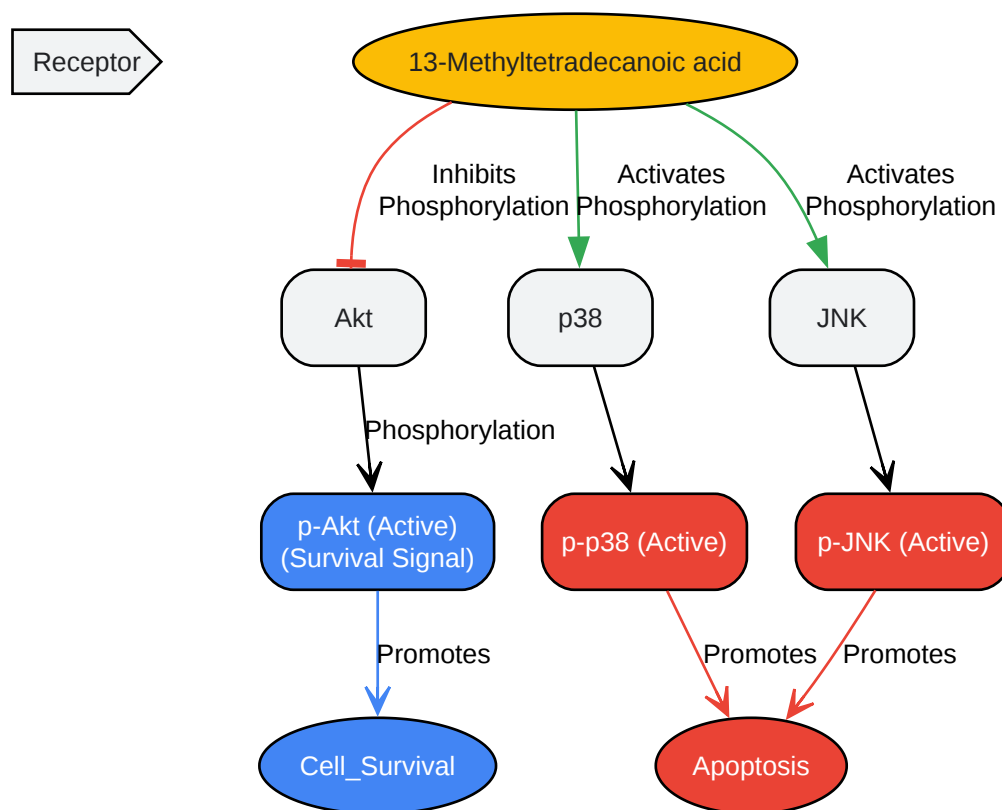 Receptor
13-Methyltetradecanoic acid
Inhibits
Phosphorylation
Activates
Phosphorylation
Activates
Phosphorylation
Akt
p38
JNK
Phosphorylation
p-Akt (Active)
(Survival Signal)
p-p38 (Active)
p-JNK (Active)
Promotes
Promotes
Promotes
Cell_Survival
Apoptosis